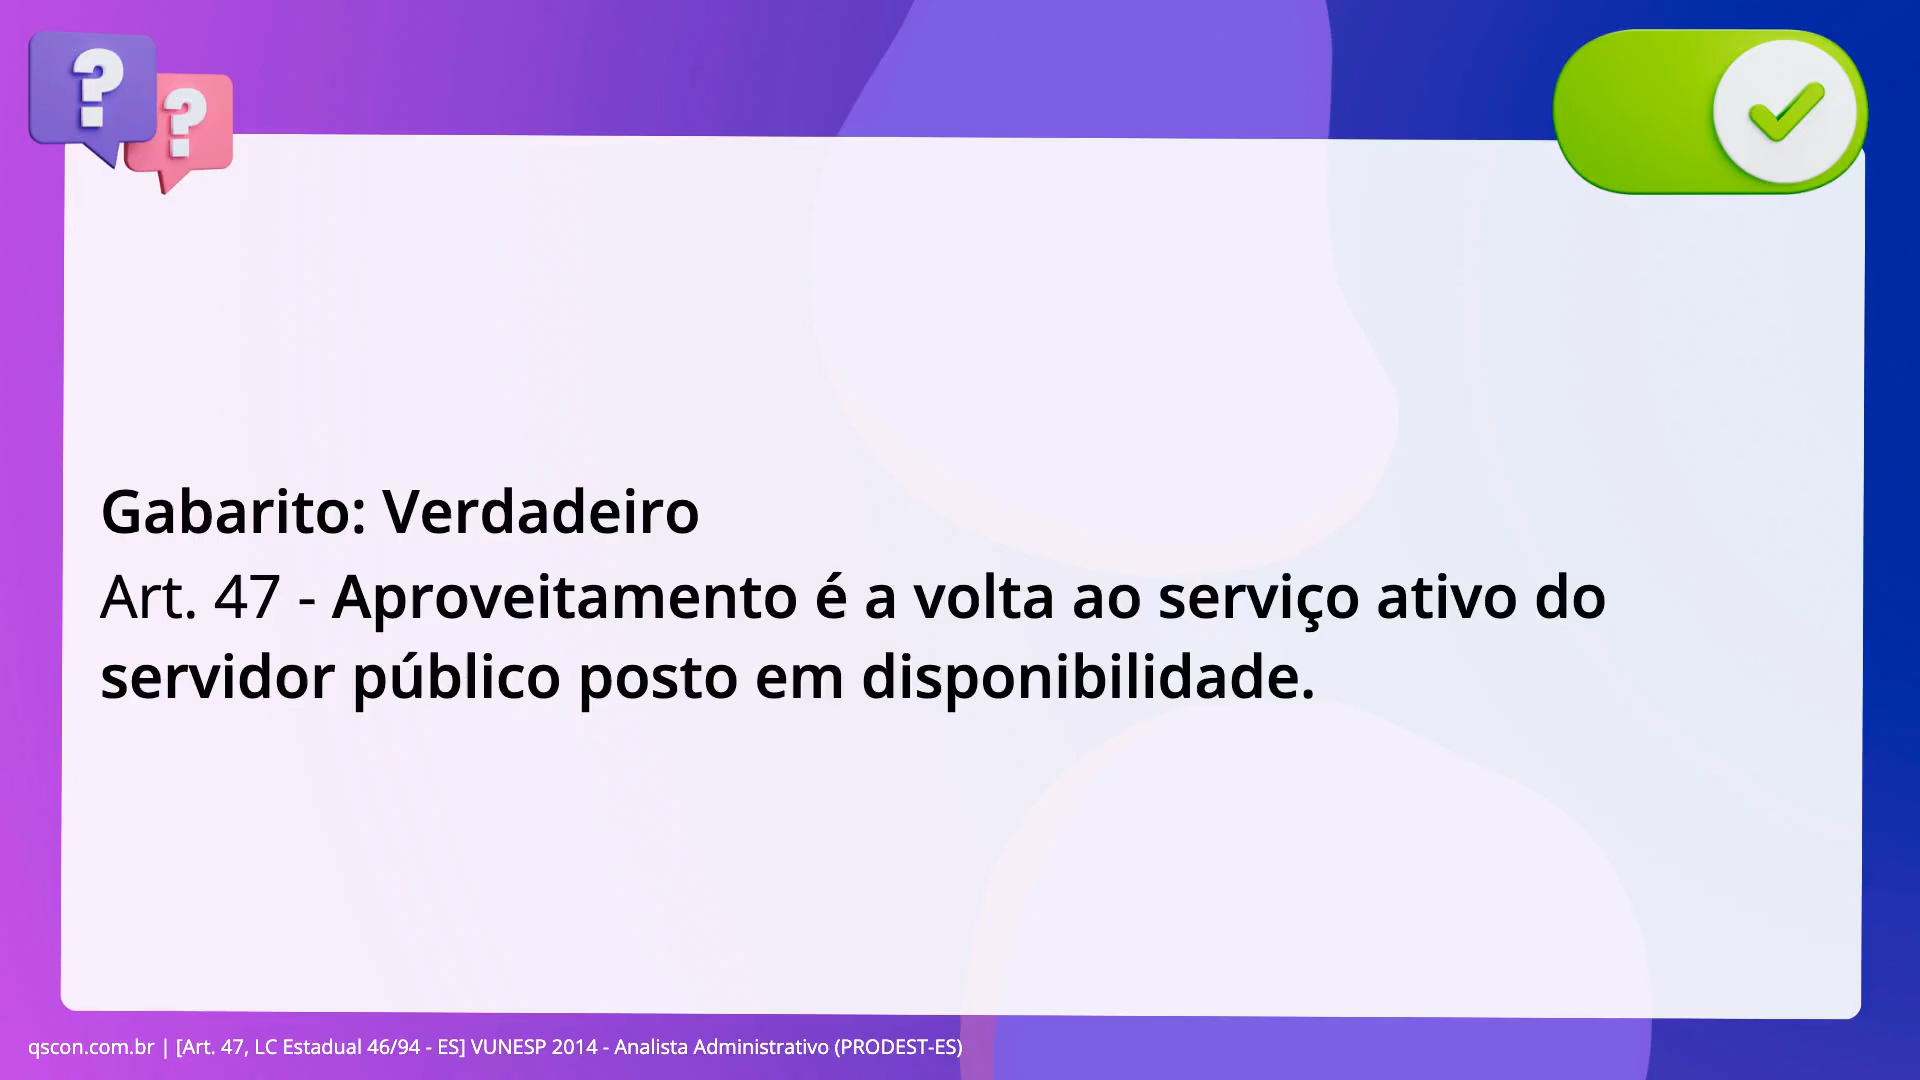 Gabarito: Verdadeiro
Art. 47 - Aproveitamento é a volta ao serviço ativo do
servidor público posto em disponibilidade.
qscon.com.br | [Art. 47, LC Estadual 46/94 - ES] VUNESP 2014 - Analista Administrativo (PRODEST-ES)